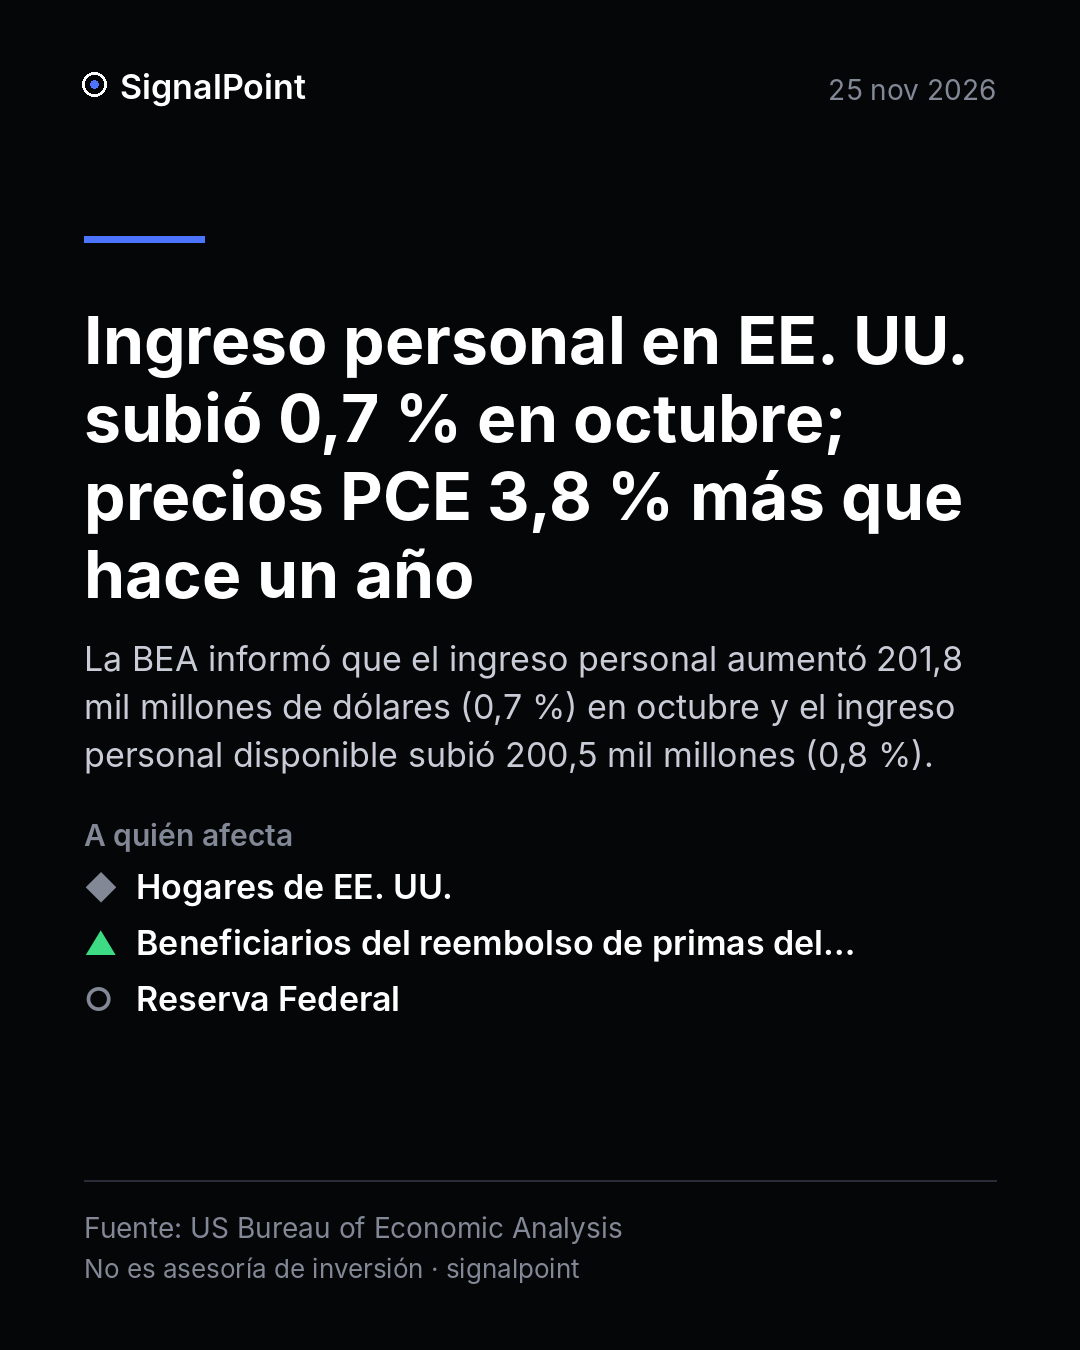 SignalPoint
25 nov 2026
Ingreso personal en EE. UU.
subió 0,7 % en octubre;
precios PCE 3,8 % más que
hace un año
La BEA informó que el ingreso personal aumentó 201,8
mil millones de dólares (0,7 %) en octubre y el ingreso
personal disponible subió 200,5 mil millones (0,8 %).
A quién afecta
Hogares de EE. UU.
Beneficiarios del reembolso de primas del...
Reserva Federal
Fuente: US Bureau of Economic Analysis
No es asesoría de inversión · signalpoint